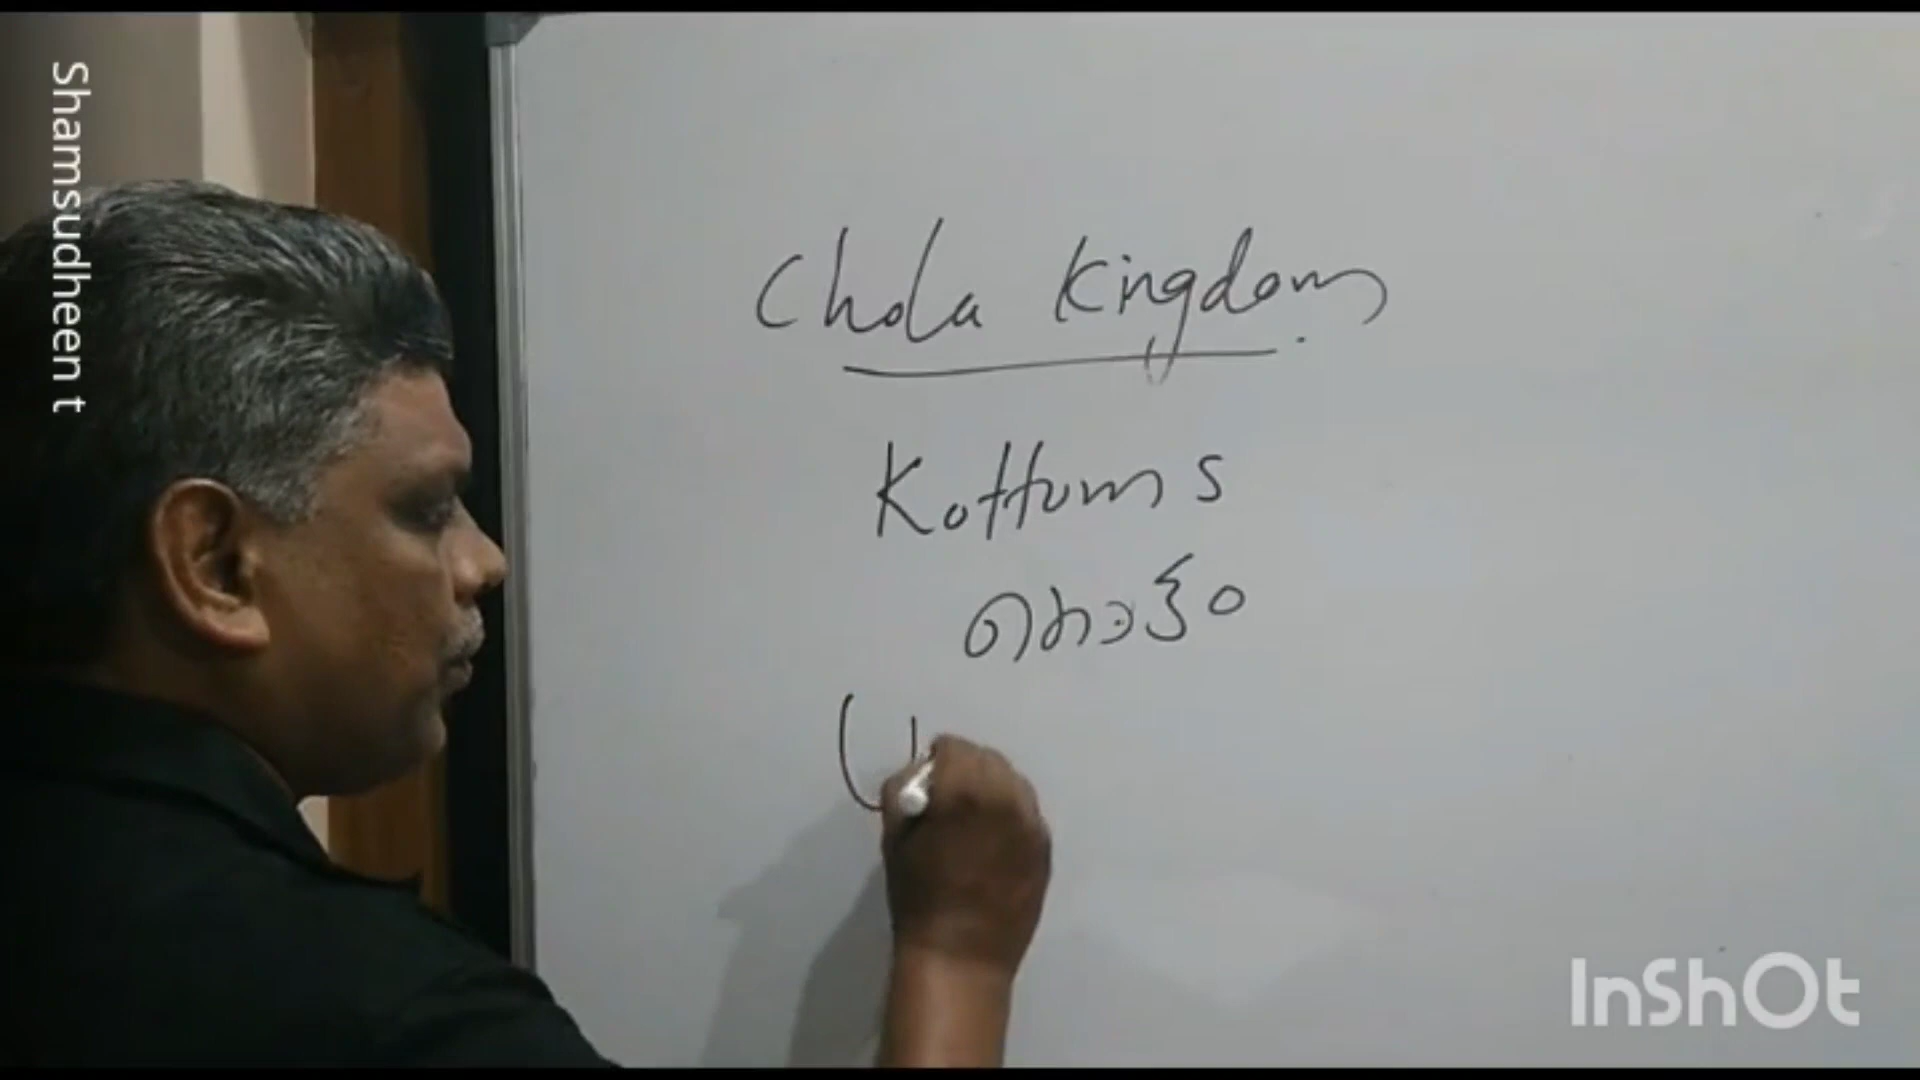 Shamsudheen t
Chola Kingdom
Kottums
കൊട്ടം
InShOt